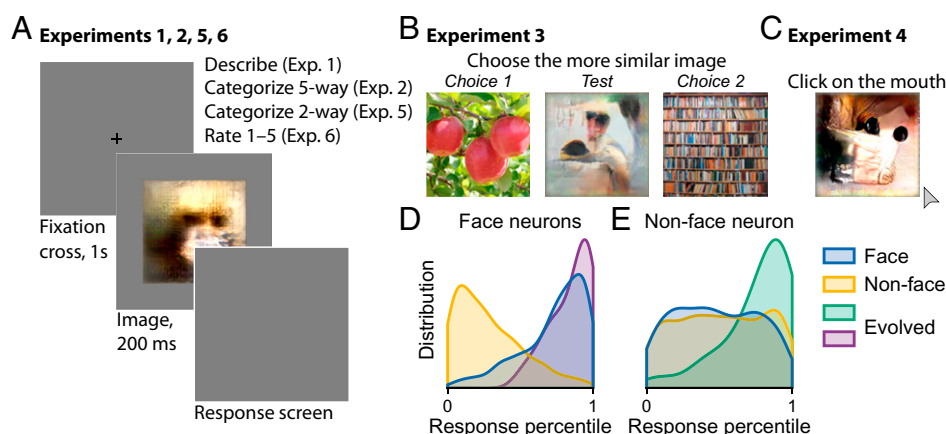 A Experiments 1, 2, 5, 6
Describe (Exp. 1)
Categorize 5-way (Exp. 2)
Categorize 2-way (Exp. 5)
Rate 1–5 (Exp. 6)
Fixation
cross, 1s
Image,
200 ms
Response screen
B Experiment 3
Choose the more similar image
Choice 1 Test Choice 2
C Experiment 4
Click on the mouth
D Face neurons
Distribution
0 1
Response percentile
E Non-face neuron
0 1
Response percentile
Face
Non-face
Evolved